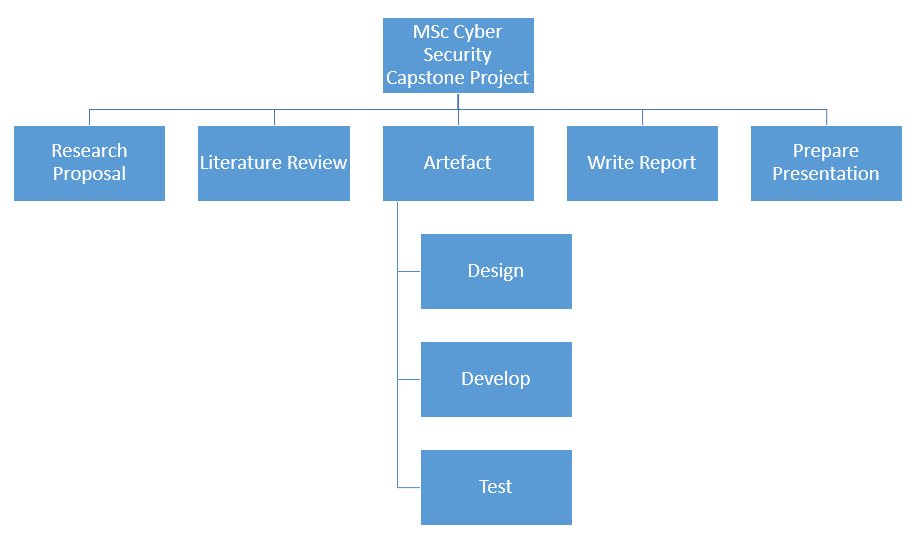 MSc Cyber
Security
Capstone Project
Research
Proposal
Literature Review
Artefact
Write Report
Prepare
Presentation
Design
Develop
Test